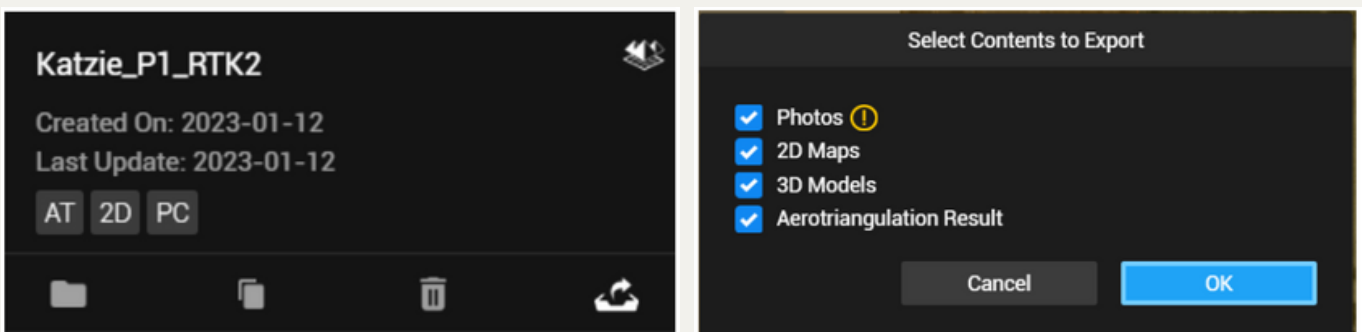 Katzie_P1_RTK2
Created On: 2023-01-12
Last Update: 2023-01-12
AT 2D PC
Select Contents to Export
Photos
2D Maps
3D Models
Aerotriangulation Result
Cancel OK